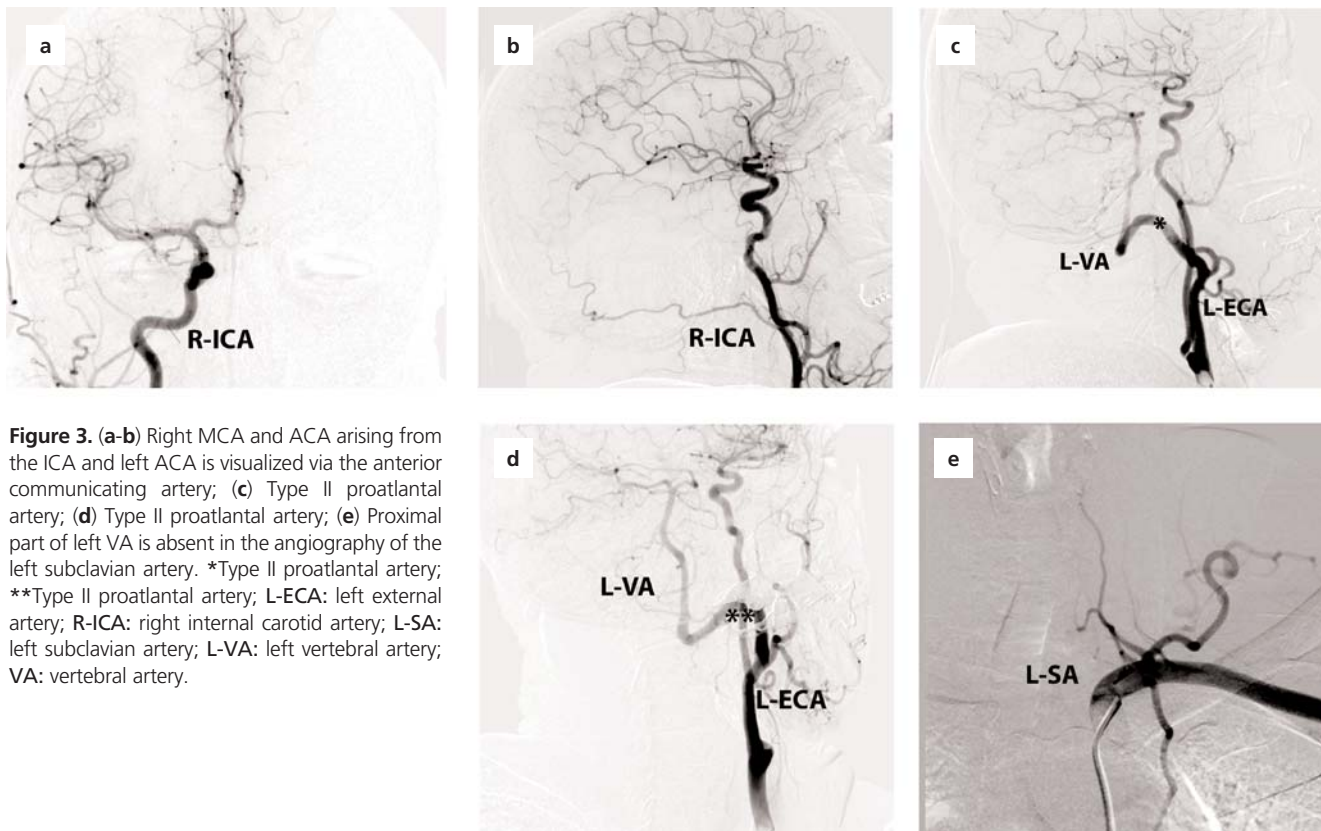 a
R-ICA
b
R-ICA
c
L-VA
*
L-ECA
Figure 3. (a-b) Right MCA and ACA arising from
the ICA and left ACA is visualized via the anterior
communicating artery; (c) Type II proatlantal
artery; (d) Type II proatlantal artery; (e) Proximal
part of left VA is absent in the angiography of the
left subclavian artery. *Type II proatlantal artery;
**Type II proatlantal artery; L-ECA: left external
artery; R-ICA: right internal carotid artery; L-SA:
left subclavian artery; L-VA: left vertebral artery;
VA: vertebral artery.
d
L-VA
**
L-ECA
e
L-SA